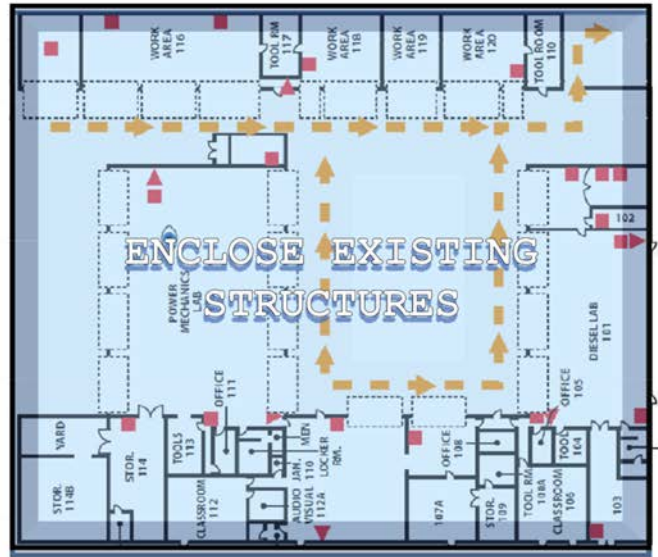 WORK AREA 116
TOOL RM 117
WORK AREA 118
WORK AREA 119
WORK AREA 120
TOOL ROOM 110
102
ENCLOSE EXISTING
STRUCTURES
POWER MECHANICS LAB
DIESEL LAB 101
OFFICE 111
OFFICE 105
YARD
STOR. 114
TOOLS 113
MEN
LOCKER RM.
OFFICE 108
TOOL 104
STOR. 114B
CLASSROOM 112
JAN. 110
AUDIO VISUAL 112A
107A
STOR. 109
TOOL RM. 108A
CLASSROOM 106
103